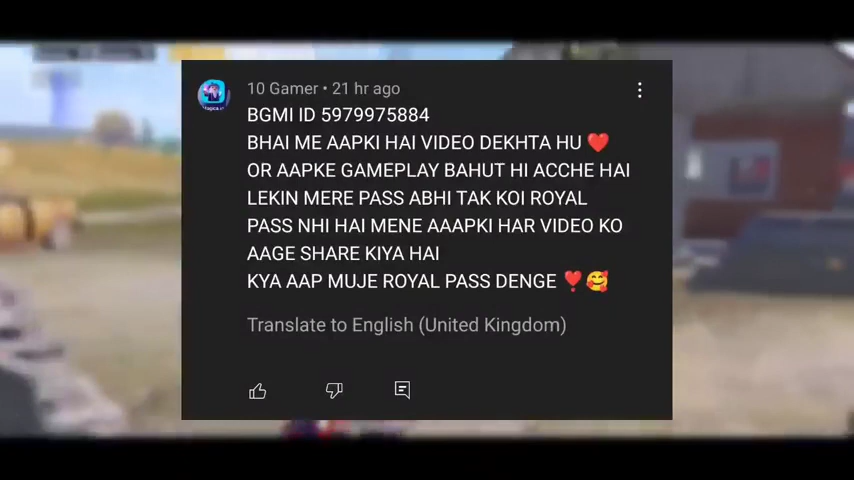 10 Gamer • 21 hr ago
BGMI ID 5979975884
BHAI ME AAPKI HAI VIDEO DEKHTA HU ❤️
OR AAPKE GAMEPLAY BAHUT HI ACCHE HAI
LEKIN MERE PASS ABHI TAK KOI ROYAL
PASS NHI HAI MENE AAAPKI HAR VIDEO KO
AAGE SHARE KIYA HAI
KYA AAP MUJE ROYAL PASS DENGE ❣️🥰
Translate to English (United Kingdom)